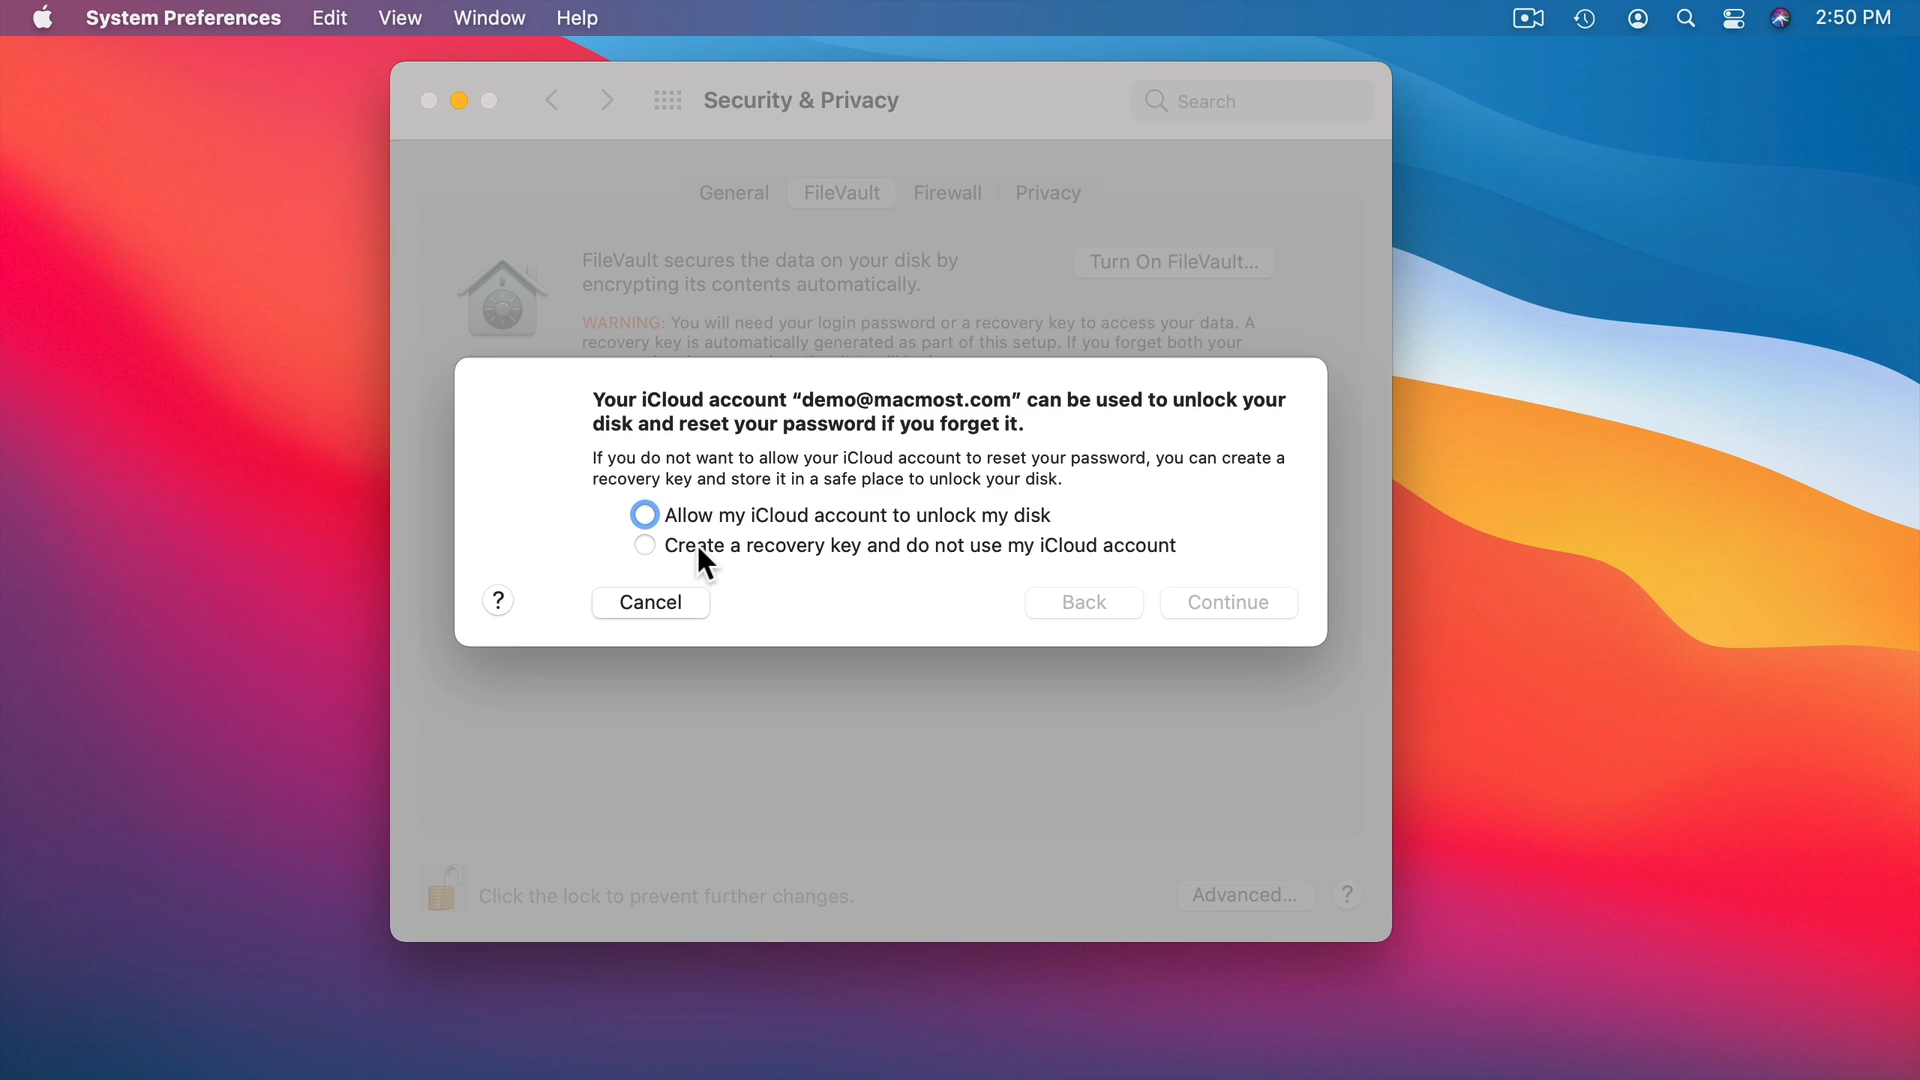 System Preferences Edit View Window Help 2:50 PM
Security & Privacy
Search
General FileVault Firewall Privacy
FileVault secures the data on your disk by
encrypting its contents automatically.
Turn On FileVault...
WARNING: You will need your login password or a recovery key to access your data. A
recovery key is automatically generated as part of this setup. If you forget both your
Your iCloud account “demo@macmost.com” can be used to unlock your
disk and reset your password if you forget it.
If you do not want to allow your iCloud account to reset your password, you can create a
recovery key and store it in a safe place to unlock your disk.
Allow my iCloud account to unlock my disk
Create a recovery key and do not use my iCloud account
? Cancel Back Continue
Click the lock to prevent further changes.
Advanced... ?